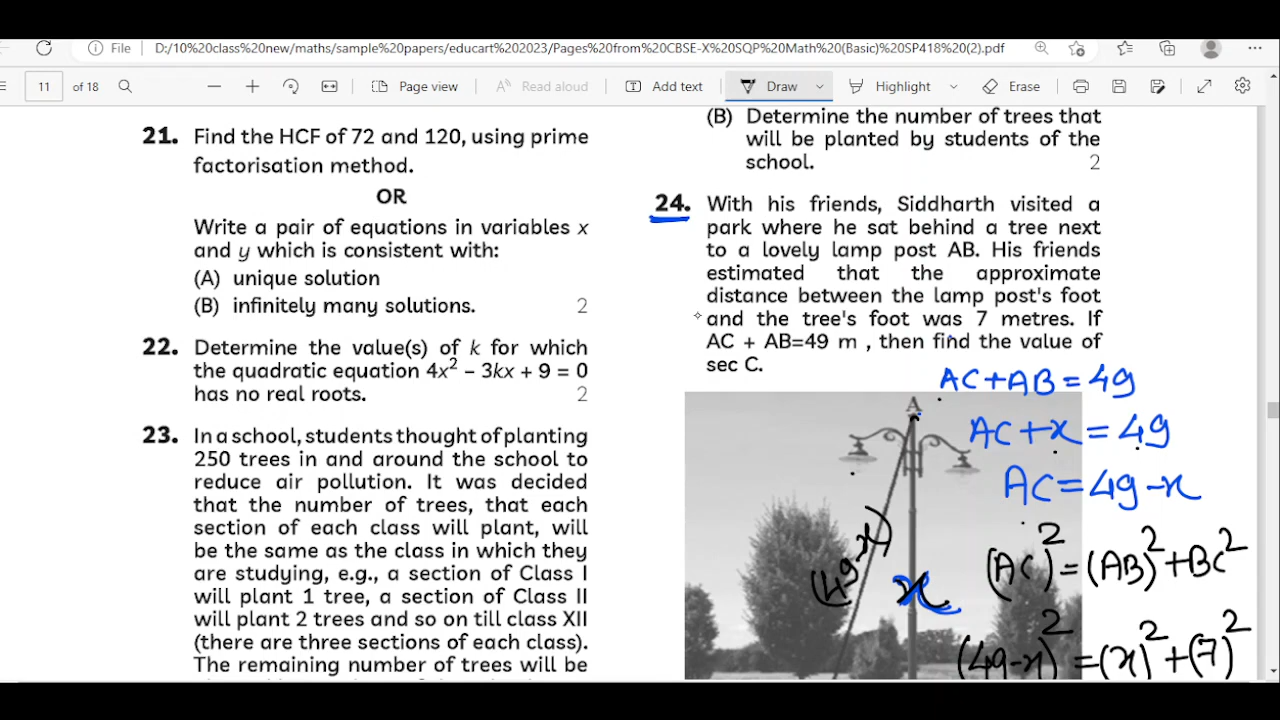 File
D:/10%20class%20new/maths/sample%20papers/educart%202023/Pages%20from%20CBSE-X%20SQP%20Math%20(Basic)%20SP418%20(2).pdf
11 of 18
Page view
Read aloud
Add text
Draw
Highlight
Erase
21. Find the HCF of 72 and 120, using prime
factorisation method.
OR
Write a pair of equations in variables x
and y which is consistent with:
(A) unique solution
(B) infinitely many solutions. 2
22. Determine the value(s) of k for which
the quadratic equation 4x² – 3kx + 9 = 0
has no real roots. 2
23. In a school, students thought of planting
250 trees in and around the school to
reduce air pollution. It was decided
that the number of trees, that each
section of each class will plant, will
be the same as the class in which they
are studying, e.g., a section of Class I
will plant 1 tree, a section of Class II
will plant 2 trees and so on till class XII
(there are three sections of each class).
The remaining number of trees will be
(B) Determine the number of trees that
will be planted by students of the
school. 2
24. With his friends, Siddharth visited a
park where he sat behind a tree next
to a lovely lamp post AB. His friends
estimated that the approximate
distance between the lamp post's foot
and the tree's foot was 7 metres. If
AC + AB=49 m , then find the value of
sec C.
AC+AB=49
A
AC+x=49
AC=49-x
(AC)²=(AB)²+BC²
(49-x)
x
(49-x)²=(x)²+(7)²